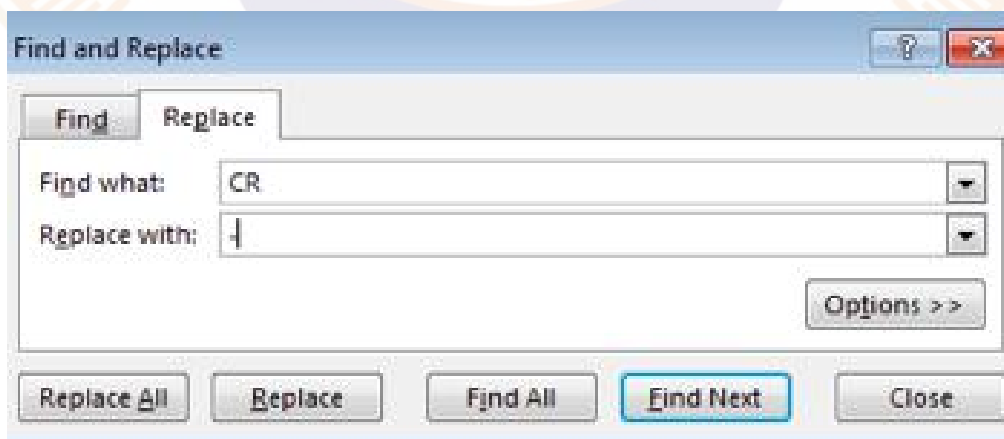 Find and Replace
Find Replace
Find what: CR
Replace with: -
Options >>
Replace All Replace Find All Find Next Close